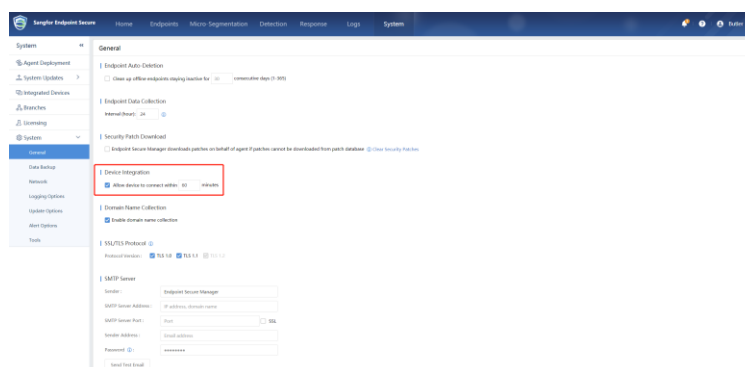 Sangfor Endpoint Secure
Home Endpoints Micro-Segmentation Detection Response Logs System
Butler
System
General
Agent Deployment
System Updates
Integrated Devices
Branches
Licensing
System
General
Data Backup
Network
Logging Options
Update Options
Alert Options
Tools
Endpoint Auto-Deletion
Clean up offline endpoints staying inactive for 30 consecutive days (1-365)
Endpoint Data Collection
Interval (hour): 24
Security Patch Download
Endpoint Secure Manager downloads patches on behalf of agent if patches cannot be downloaded from patch database Clear Security Patches
Device Integration
Allow device to connect within 60 minutes
Domain Name Collection
Enable domain name collection
SSL/TLS Protocol
Protocol Version: TLS 1.0 TLS 1.1 TLS 1.2
SMTP Server
Sender: Endpoint Secure Manager
SMTP Server Address: IP address, domain name
SMTP Server Port: Port SSL
Sender Address: Email address
Password: ••••••••
Send Test Email